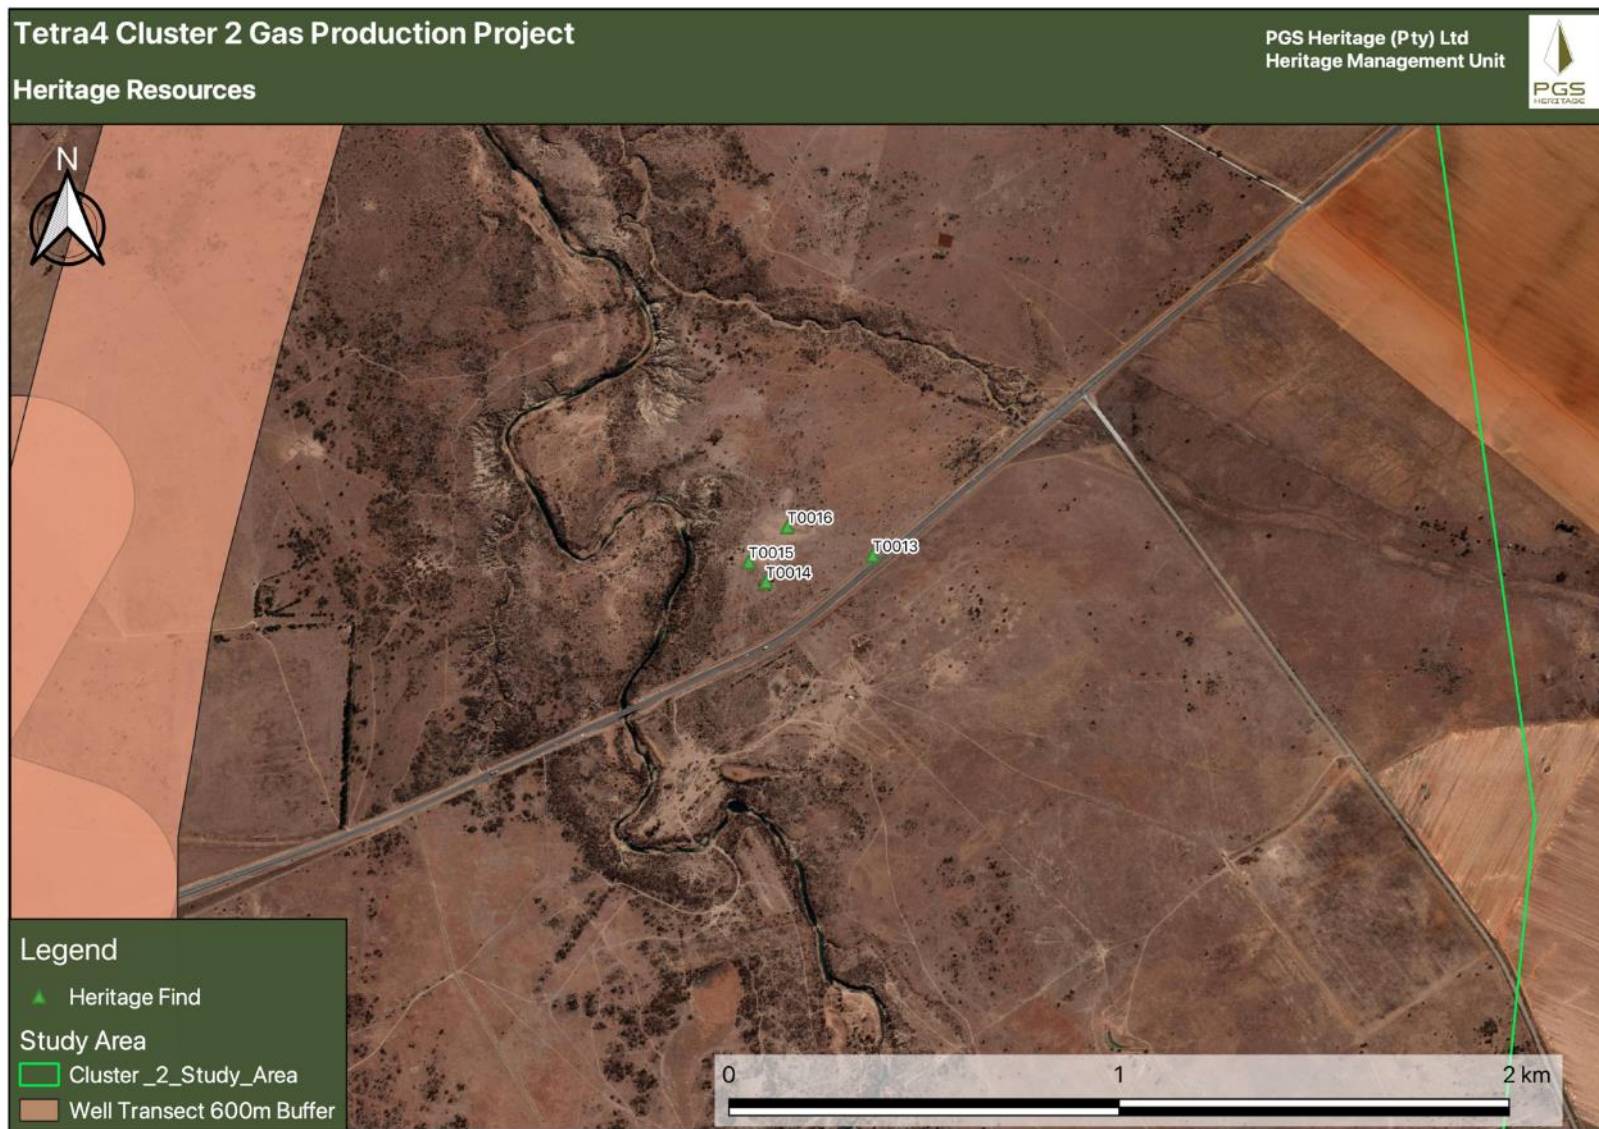 Tetra4 Cluster 2 Gas Production Project
Heritage Resources
PGS Heritage (Pty) Ltd
Heritage Management Unit
PGS
HERITAGE
N
T0016
T0013
T0015
T0014
Legend
Heritage Find
Study Area
Cluster _2_Study_Area
Well Transect 600m Buffer
0 1 2 km